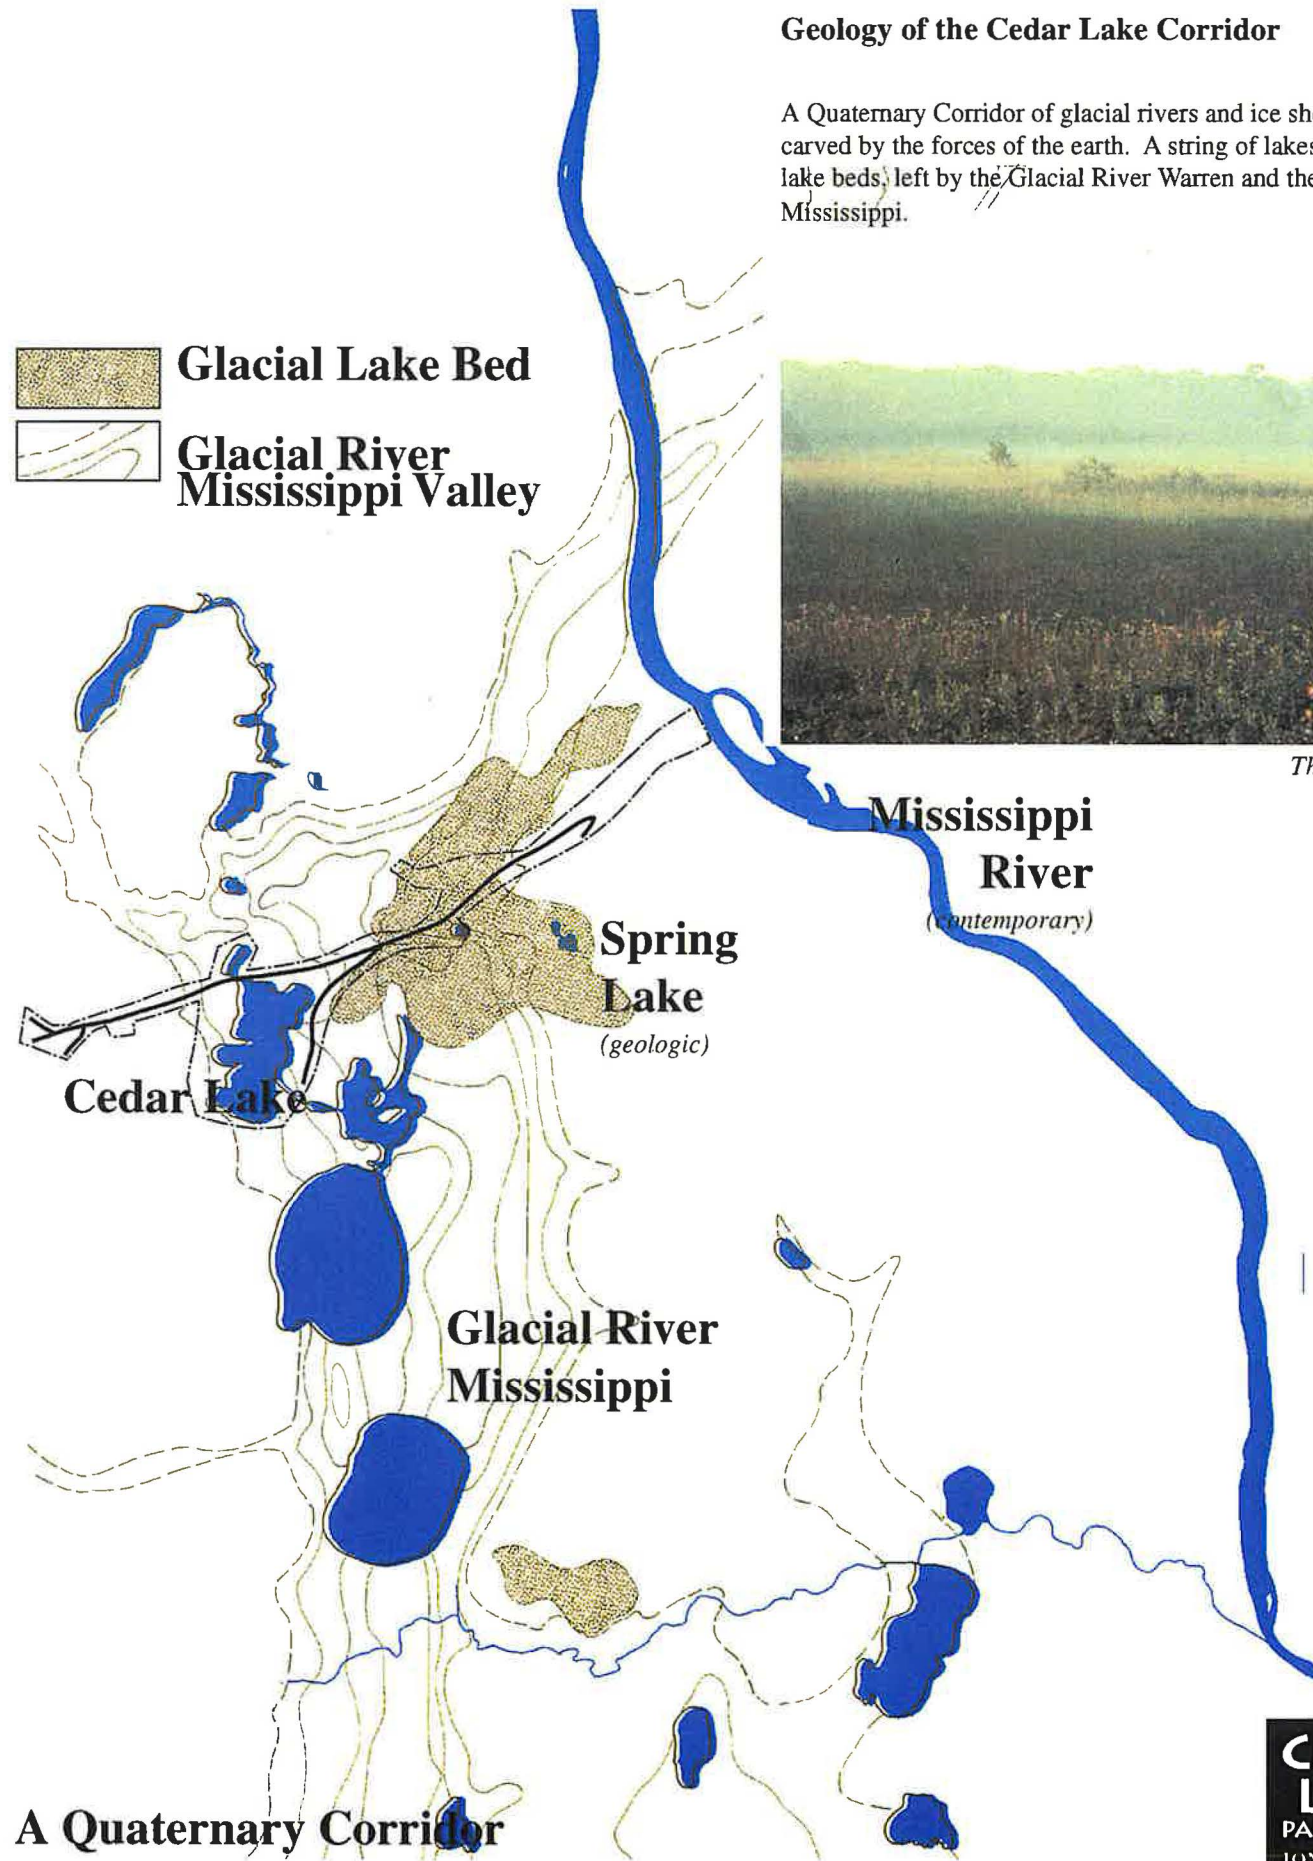 Geology of the Cedar Lake Corridor
A Quaternary Corridor of glacial rivers and ice
carved by the forces of the earth. A string of lakes
lake beds, left by the Glacial River Warren and the
Mississippi.
Glacial Lake Bed
Glacial River
Mississippi Valley
Mississippi
River
(contemporary)
Spring
Lake
(geologic)
Cedar Lake
Glacial River
Mississippi
A Quaternary Corridor